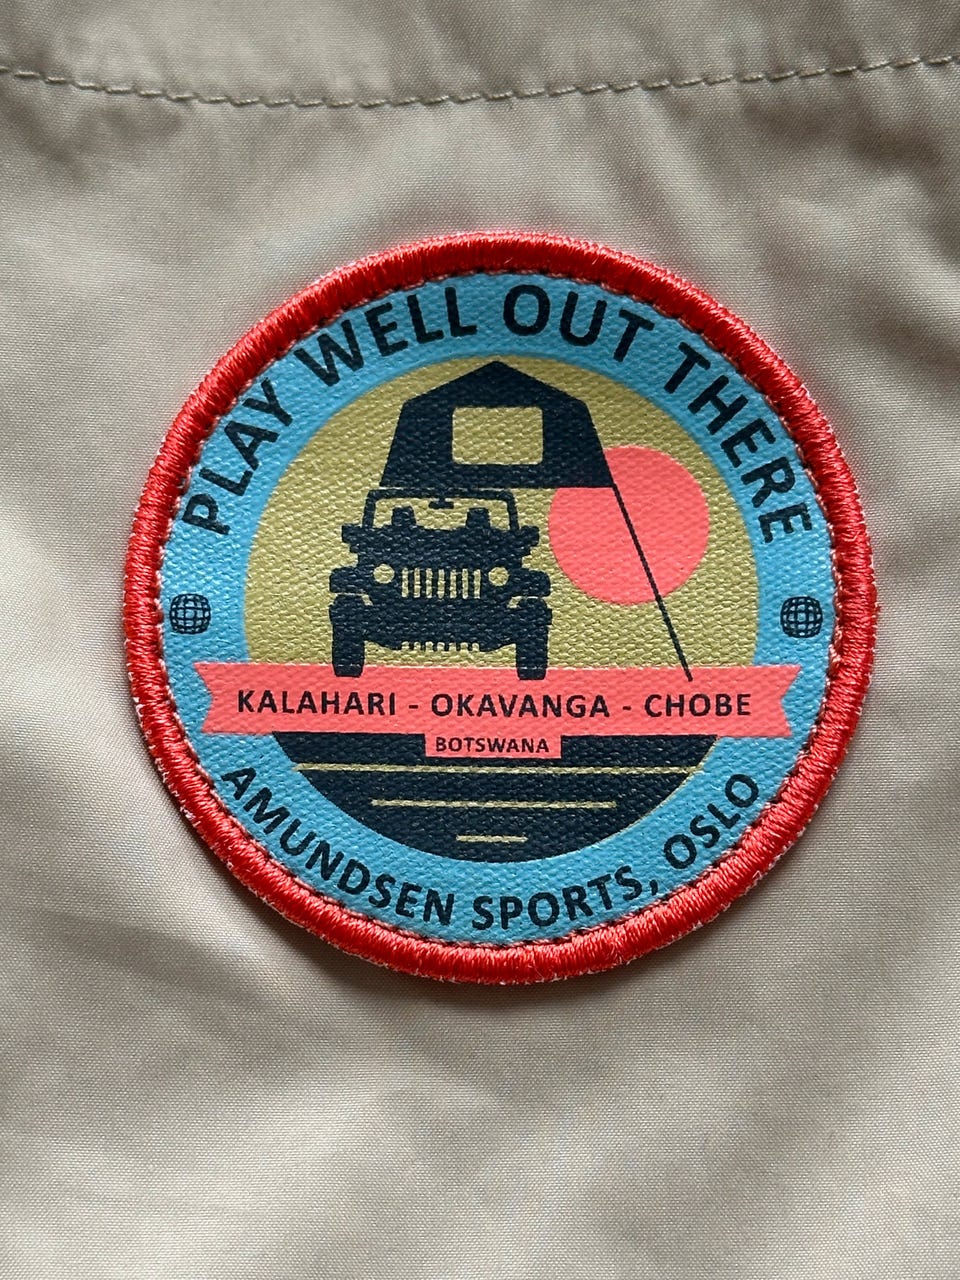 PLAY WELL OUT THERE
KALAHARI - OKAVANGA - CHOBE
BOTSWANA
AMUNDSEN SPORTS, OSLO